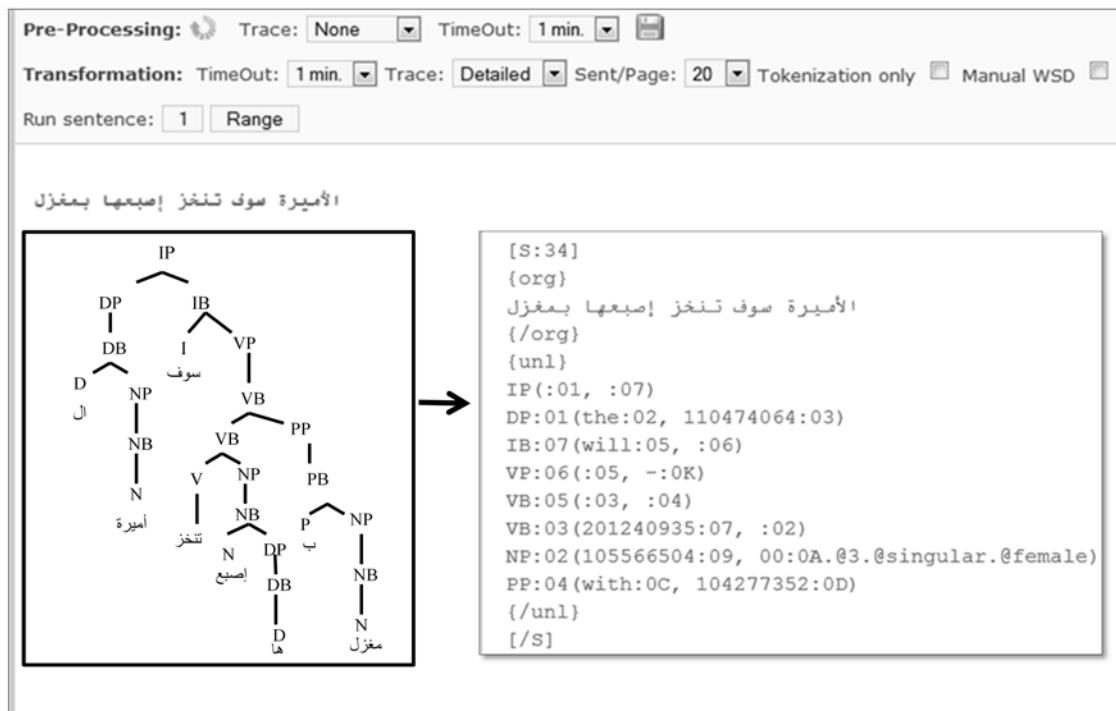 Pre-Processing: Trace: None TimeOut: 1 min.
Transformation: TimeOut: 1 min. Trace: Detailed Sent/Page: 20 Tokenization only Manual WSD
Run sentence: 1 Range
الأميرة سوف تنخز إصبعها بمغزل
IP
DP IB
DB I VP
سوف
D NP VB
ال
NB VB PP
N V NP PB
أميرة
تنخز NB P NP
ب
N DP NB
إصبع
DB N
D مغزل
ها
[S:34]
{org}
الأميرة سوف تنخز إصبعها بمغزل
{/org}
{unl}
IP(:01, :07)
DP:01(the:02, 110474064:03)
IB:07(will:05, :06)
VP:06(:05, -:0K)
VB:05(:03, :04)
VB:03(201240935:07, :02)
NP:02(105566504:09, 00:0A.@3.@singular.@female)
PP:04(with:0C, 104277352:0D)
{/unl}
[/S]